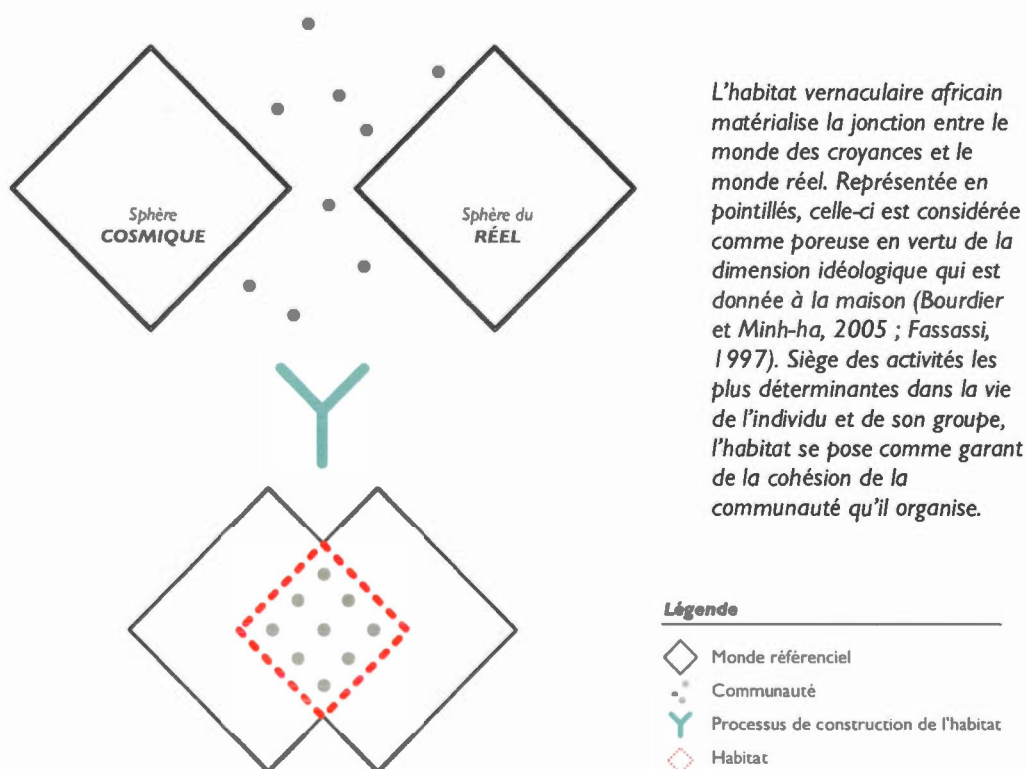 Sphère
COSMIQUE
Sphère du
RÉEL
L'habitat vernaculaire africain
matérialise la jonction entre le
monde des croyances et le
monde réel. Représentée en
pointillés, celle-ci est considérée
comme poreuse en vertu de la
dimension idéologique qui est
donnée à la maison (Bourdier
et Minh-ha, 2005 ; Fassassi,
1997). Siège des activités les
plus déterminantes dans la vie
de l'individu et de son groupe,
l'habitat se pose comme garant
de la cohésion de la
communauté qu'il organise.
Légende
Monde référenciel
Communauté
Processus de construction de l'habitat
Habitat